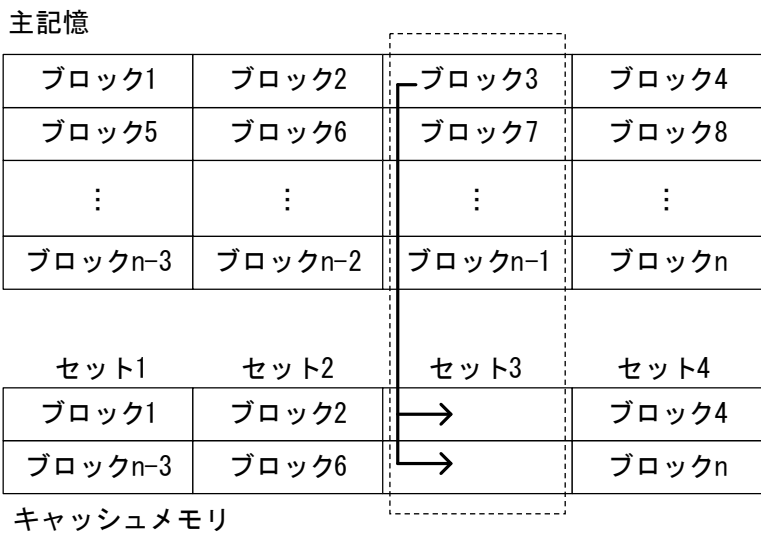 主記憶
ブロック1 ブロック2 ブロック3 ブロック4
ブロック5 ブロック6 ブロック7 ブロック8
⋮ ⋮ ⋮ ⋮
ブロックn-3 ブロックn-2 ブロックn-1 ブロックn
セット1 セット2 セット3 セット4
ブロック1 ブロック2 ブロック4
ブロックn-3 ブロック6 ブロックn
キャッシュメモリ